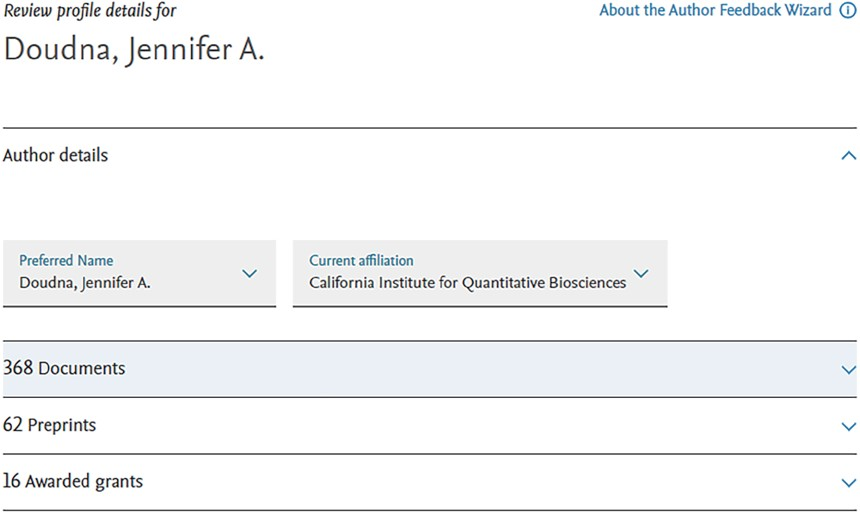 Review profile details for
About the Author Feedback Wizard
Doudna, Jennifer A.
Author details
Preferred Name
Doudna, Jennifer A.
Current affiliation
California Institute for Quantitative Biosciences
368 Documents
62 Preprints
16 Awarded grants